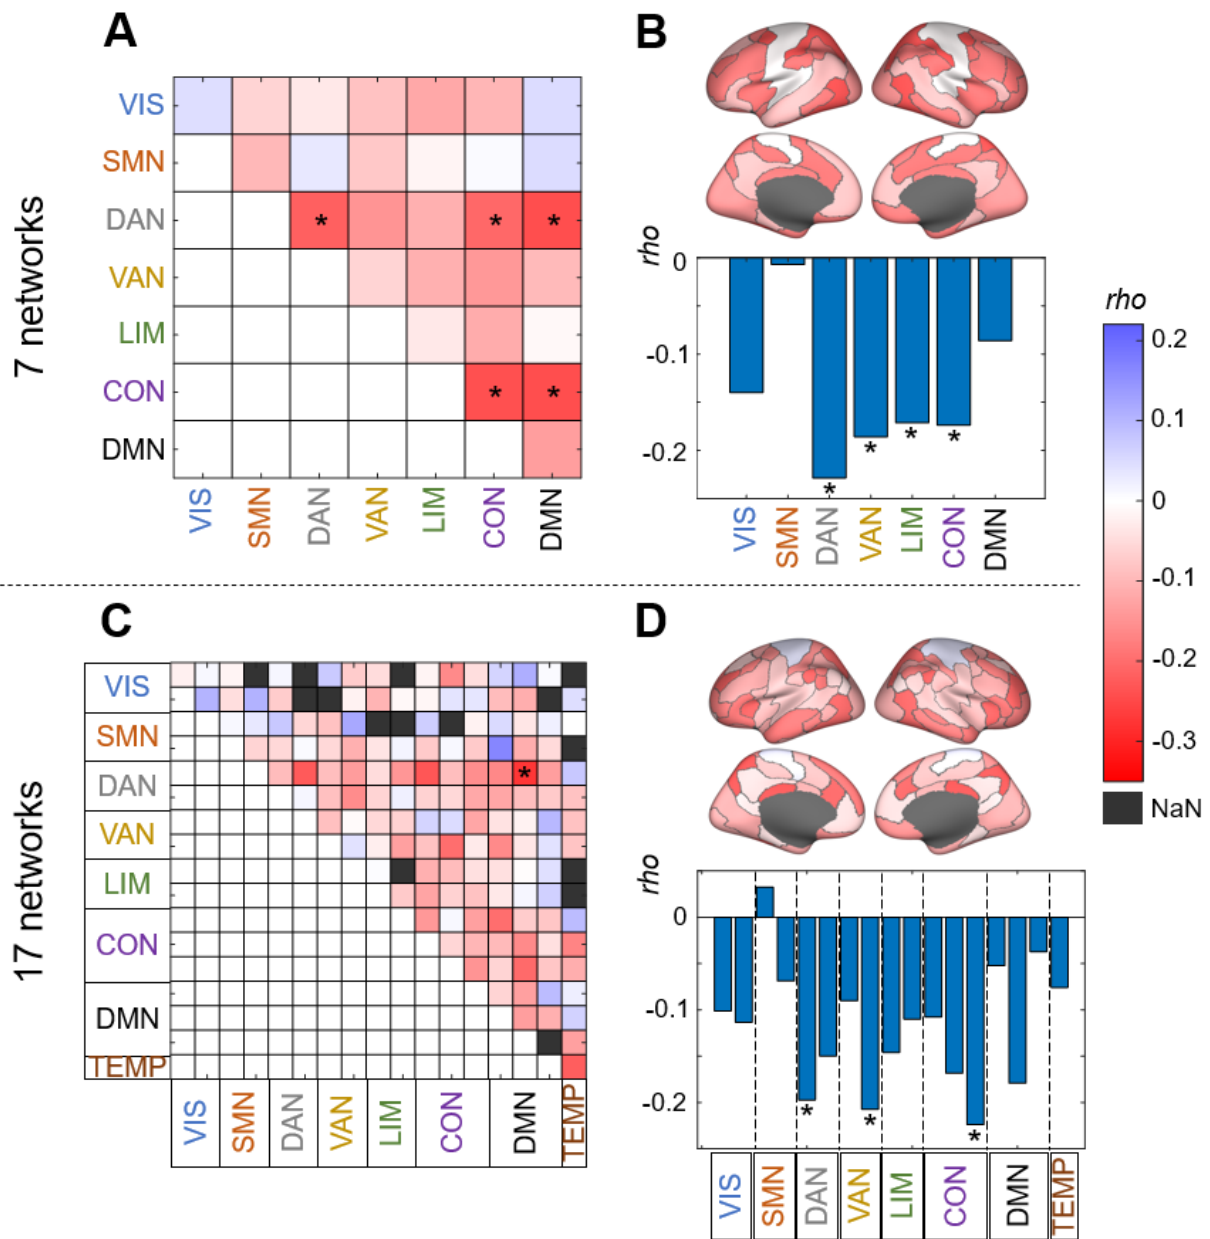 A
B
7 networks
VIS
SMN
DAN
VAN
LIM
CON
DMN
* * *
* *
VIS SMN DAN VAN LIM CON DMN
rho
0
-0.1
-0.2
* * * *
VIS SMN DAN VAN LIM CON DMN
rho
0.2
0.1
0
-0.1
-0.2
-0.3
NaN
C
D
17 networks
VIS
SMN
DAN
VAN
LIM
CON
DMN
TEMP
*
VIS SMN DAN VAN LIM CON DMN TEMP
rho
0
-0.1
-0.2
* * *
VIS SMN DAN VAN LIM CON DMN TEMP